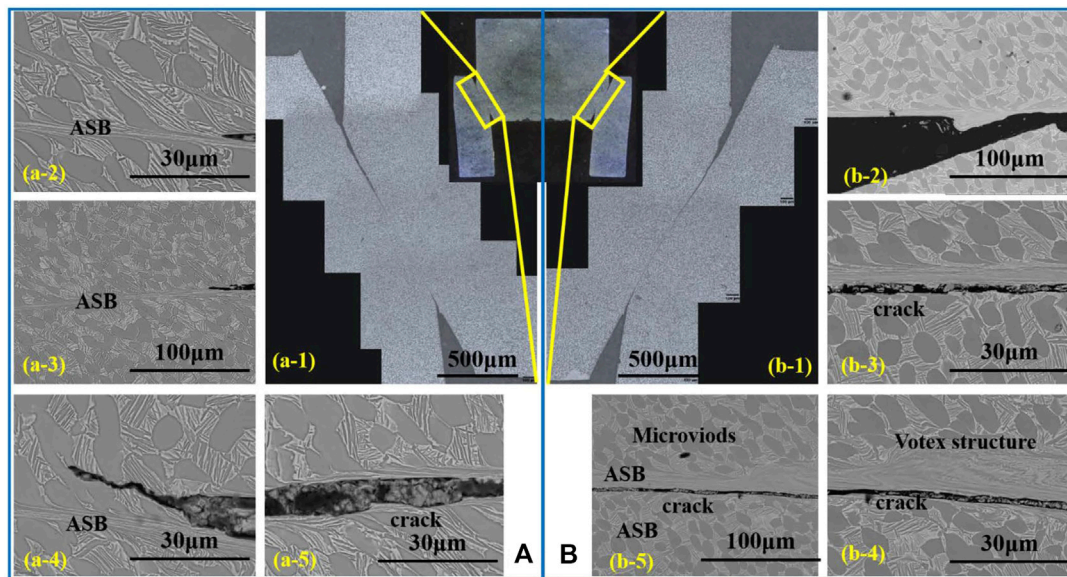 ASB
30μm
(a-2)
ASB
100μm
(a-3)
(a-1)
500μm
500μm
(b-1)
100μm
(b-2)
crack
30μm
(b-3)
ASB
30μm
(a-4)
crack
30μm
(a-5)
A
B
Microviods
ASB
crack
ASB
100μm
(b-5)
Votex structure
crack
30μm
(b-4)